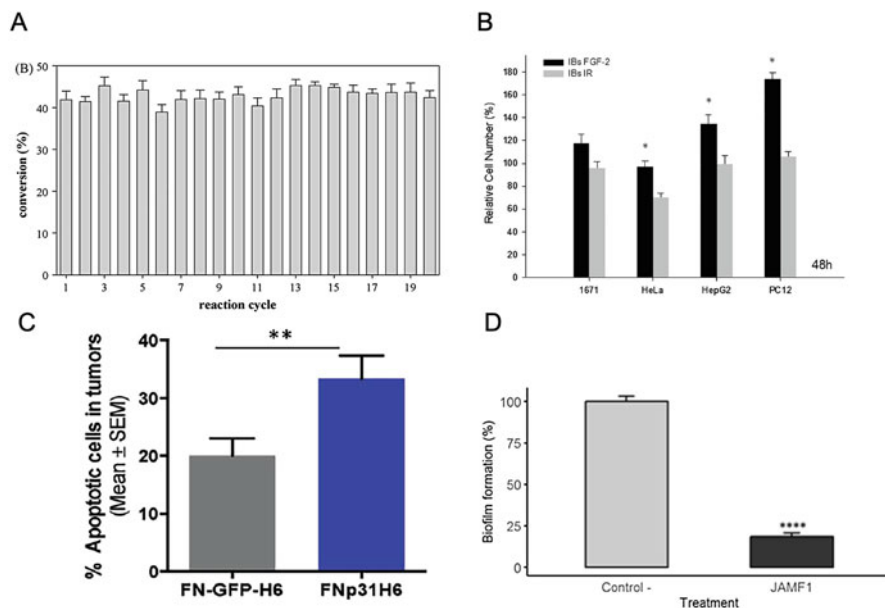 A
(B)
50
40
30
20
10
0
conversion (%)
1 3 5 7 9 11 13 15 17 19
reaction cycle
B
IBs FGF-2
IBs IR
180
160
140
120
100
80
60
40
20
0
Relative Cell Number (%)
*
*
*
1671 HeLa HepG2 PC12
48h
C
**
40
30
20
10
0
% Apoptotic cells in tumors
(Mean ± SEM)
FN-GFP-H6 FNp31H6
D
100
75
50
25
0
Biofilm formation (%)
****
Control - JAMF1
Treatment